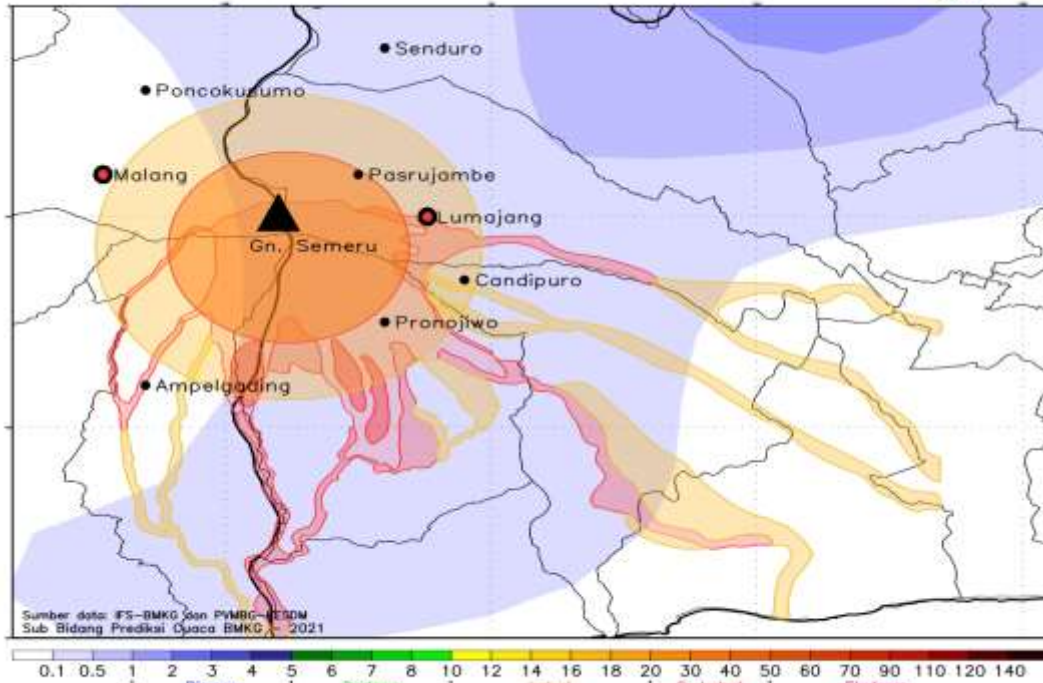 Senduro
Poncokusumo
Malang
Pasrujambe
Lumajang
Gn. Semeru
Candipuro
Pronojiwo
Ampelgading
Sumber data: IFS-BMKG dan PVMBG-KESDM
Sub Bidang Prediksi Cuaca BMKG - 2021
0.1 0.5 1 2 3 4 5 6 7 8 10 12 14 16 18 20 30 40 50 60 70 90 110 120 140